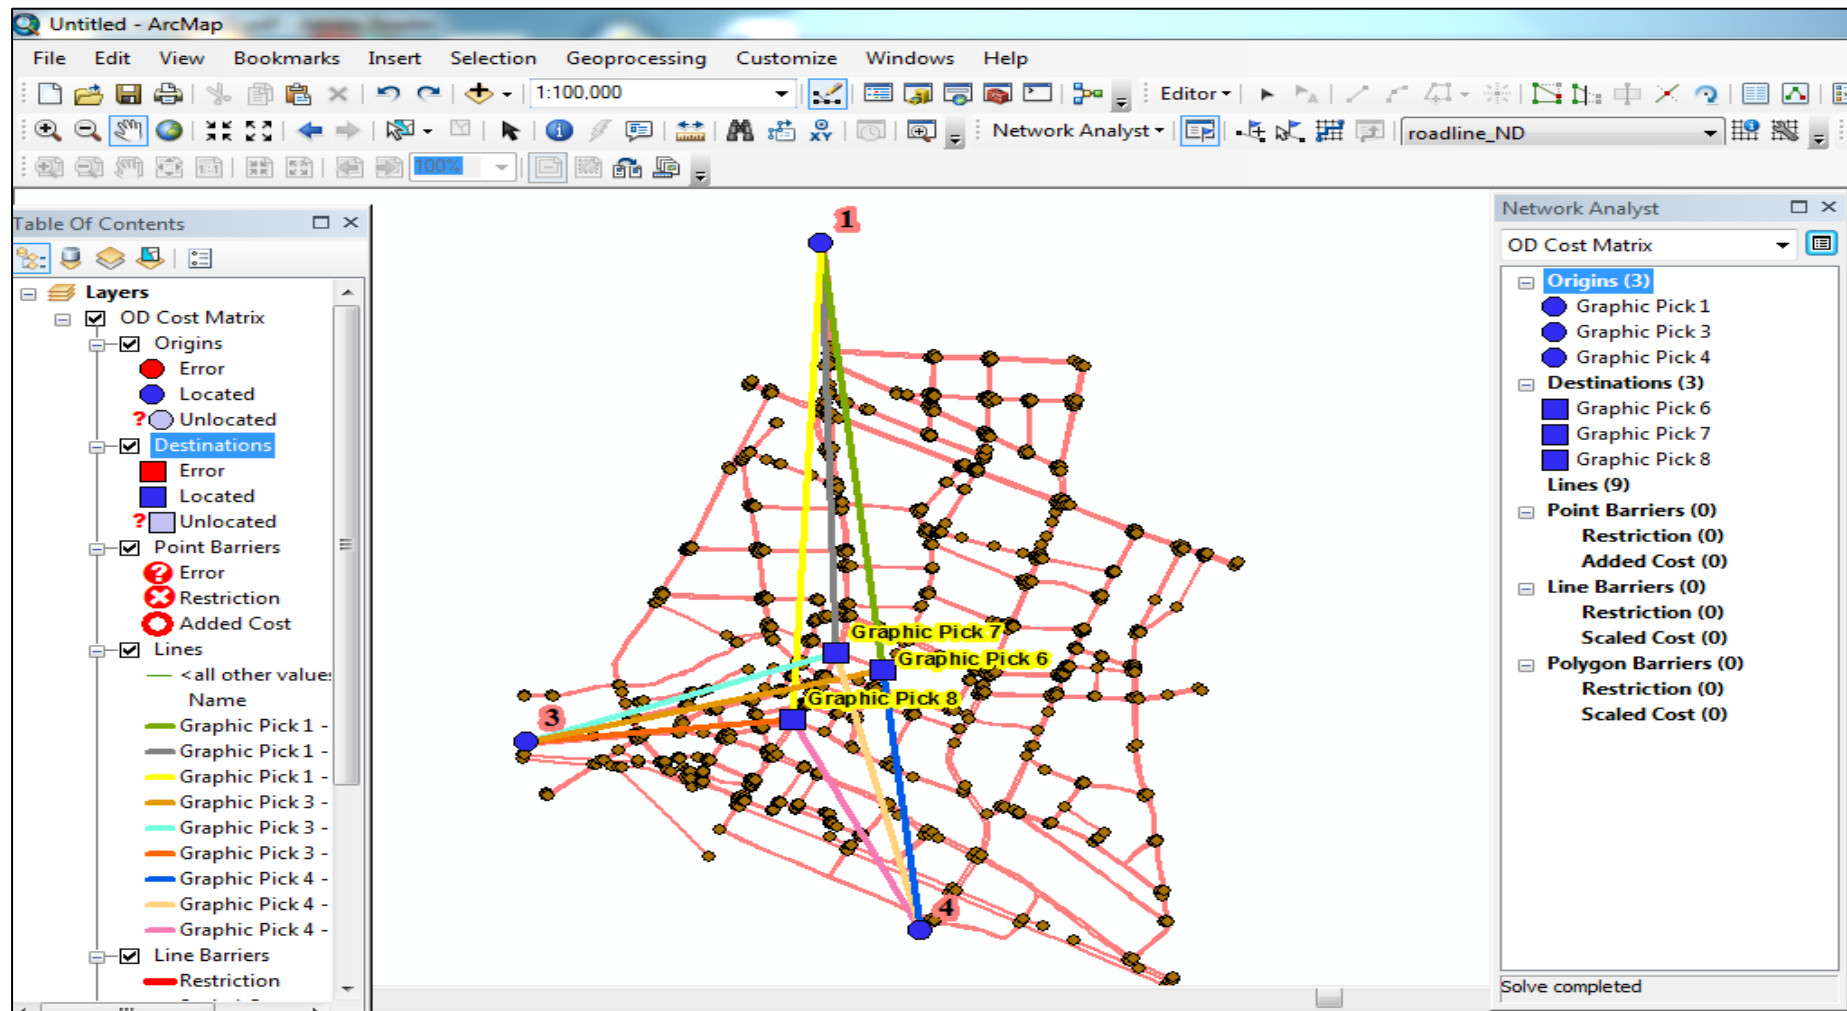 Untitled - ArcMap
File Edit View Bookmarks Insert Selection Geoprocessing Customize Windows Help
1:100,000
Editor
Network Analyst
roadline_ND
100%
Table Of Contents
Layers
OD Cost Matrix
Origins
Error
Located
Unlocated
Destinations
Error
Located
Unlocated
Point Barriers
Error
Restriction
Added Cost
Lines
<all other value
Name
Graphic Pick 1 -
Graphic Pick 1 -
Graphic Pick 1 -
Graphic Pick 3 -
Graphic Pick 3 -
Graphic Pick 3 -
Graphic Pick 4 -
Graphic Pick 4 -
Graphic Pick 4 -
Line Barriers
Restriction
1
Graphic Pick 7
Graphic Pick 6
Graphic Pick 8
3
4
Network Analyst
OD Cost Matrix
Origins (3)
Graphic Pick 1
Graphic Pick 3
Graphic Pick 4
Destinations (3)
Graphic Pick 6
Graphic Pick 7
Graphic Pick 8
Lines (9)
Point Barriers (0)
Restriction (0)
Added Cost (0)
Line Barriers (0)
Restriction (0)
Scaled Cost (0)
Polygon Barriers (0)
Restriction (0)
Scaled Cost (0)
Solve completed